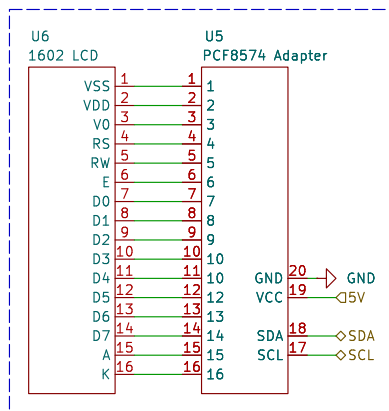 U6 U5
1602 LCD PCF8574 Adapter
VSS 1 1 1
VDD 2 2 2
V0 3 3 3
RS 4 4 4
RW 5 5 5
E 6 6 6
D0 7 7 7
D1 8 8 8
D2 9 9 9
D3 10 10 10
D4 11 11 10 GND 20 GND
D5 12 12 12 VCC 19 5V
D6 13 13 13
D7 14 14 14 SDA 18 SDA
A 15 15 15 SCL 17 SCL
K 16 16 16